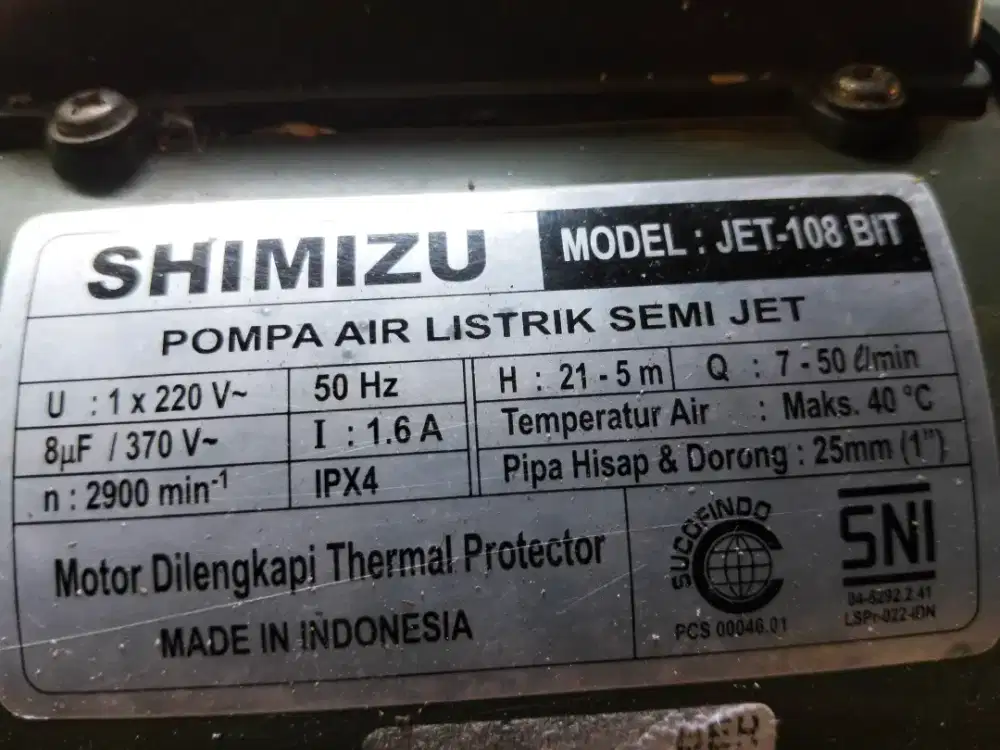 SHIMIZU
MODEL : JET-108 BIT
POMPA AIR LISTRIK SEMI JET
U : 1 x 220 V~
50 Hz
H : 21 - 5 m
Q : 7 - 50 ℓ/min
8µF / 370 V~
I : 1.6 A
Temperatur Air : Maks. 40 °C
n : 2900 min⁻¹
IPX4
Pipa Hisap & Dorong : 25mm (1")
Motor Dilengkapi Thermal Protector
MADE IN INDONESIA
SUCOFINDO
PCS 00046.01
SNI
04-6292.2.41
LSPr-022-IDN